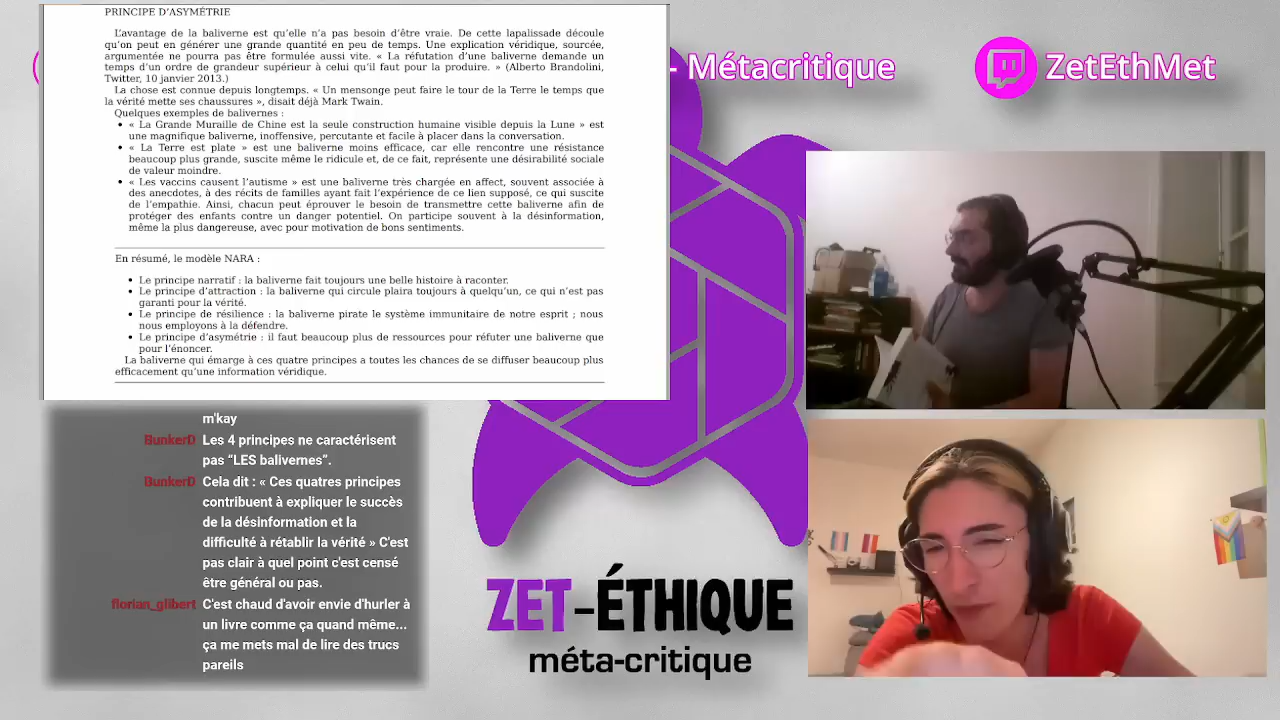 PRINCIPE D’ASYMÉTRIE
L’avantage de la baliverne est qu’elle n’a pas besoin d’être vraie. De cette lapalissade découle
qu’on peut en générer une grande quantité en peu de temps. Une explication véridique, sourcée,
argumentée ne pourra pas être formulée aussi vite. « La réfutation d’une baliverne demande un
temps d’un ordre de grandeur supérieur à celui qu’il faut pour la produire. » (Alberto Brandolini,
Twitter, 10 janvier 2013.)
La chose est connue depuis longtemps. « Un mensonge peut faire le tour de la Terre le temps que
la vérité mette ses chaussures », disait déjà Mark Twain.
Quelques exemples de balivernes :
• « La Grande Muraille de Chine est la seule construction humaine visible depuis la Lune » est
une magnifique baliverne, inoffensive, percutante et facile à placer dans la conversation.
• « La Terre est plate » est une baliverne moins efficace, car elle rencontre une résistance
beaucoup plus grande, suscite même le ridicule et, de ce fait, représente une désirabilité sociale
de valeur moindre.
• « Les vaccins causent l’autisme » est une baliverne très chargée en affect, souvent associée à
des anecdotes, à des récits de familles ayant fait l’expérience de ce lien supposé, ce qui suscite
de l’empathie. Ainsi, chacun peut éprouver le besoin de transmettre cette baliverne afin de
protéger des enfants contre un danger potentiel. On participe souvent à la désinformation,
même la plus dangereuse, avec pour motivation de bons sentiments.
En résumé, le modèle NARA :
• Le principe narratif : la baliverne fait toujours une belle histoire à raconter.
• Le principe d’attraction : la baliverne qui circule plaira toujours à quelqu’un, ce qui n’est pas
garanti pour la vérité.
• Le principe de résilience : la baliverne pirate le système immunitaire de notre esprit ; nous
nous employons à la défendre.
• Le principe d’asymétrie : il faut beaucoup plus de ressources pour réfuter une baliverne que
pour l’énoncer.
La baliverne qui émarge à ces quatre principes a toutes les chances de se diffuser beaucoup plus
efficacement qu’une information véridique.
- Métacritique
ZetEthMet
m'kay
BunkerD Les 4 principes ne caractérisent
pas “LES balivernes”.
BunkerD Cela dit : « Ces quatres principes
contribuent à expliquer le succès
de la désinformation et la
difficulté à rétablir la vérité » C'est
pas clair à quel point c'est censé
être général ou pas.
florian_glibert C'est chaud d'avoir envie d'hurler à
un livre comme ça quand même...
ça me mets mal de lire des trucs
pareils
ZET-ÉTHIQUE
méta-critique